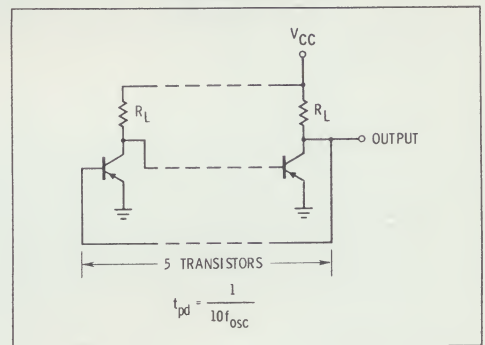 V_CC
R_L
R_L
OUTPUT
5 TRANSISTORS
t_pd = 1 / 10f_osc